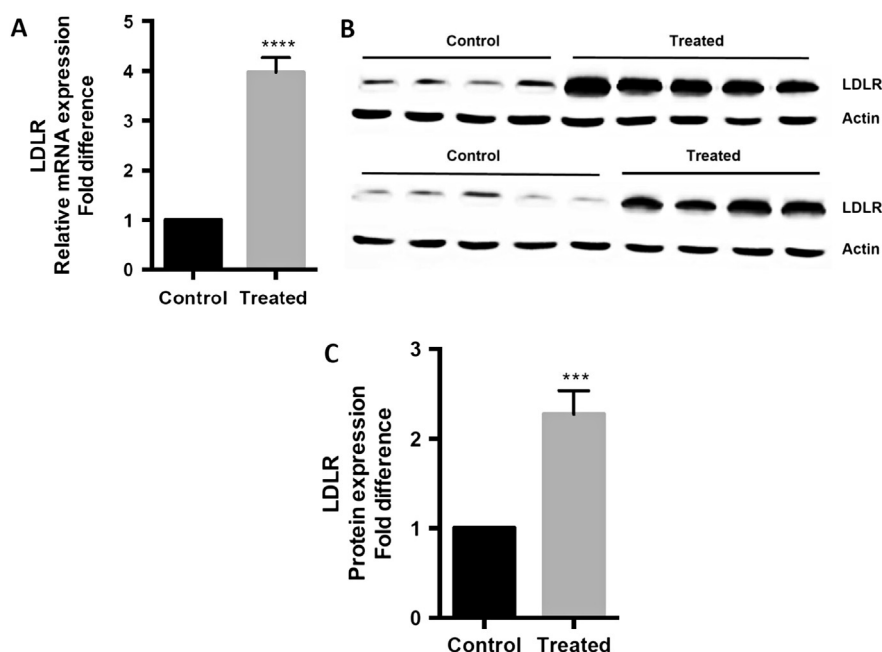 A
LDLR
Relative mRNA expression
Fold difference
5
4
3
2
1
0
****
Control Treated
B
Control Treated
LDLR
Actin
Control Treated
LDLR
Actin
C
LDLR
Protein expression
Fold difference
3
2
1
0
***
Control Treated